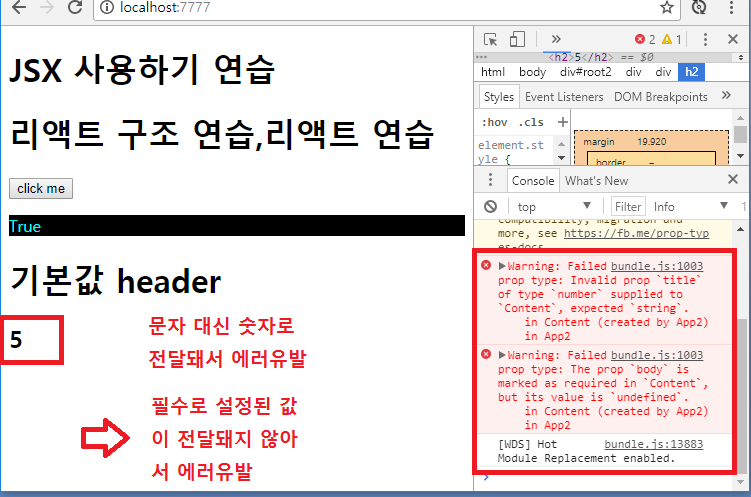 localhost:7777
JSX 사용하기 연습
리액트 구조 연습,리액트 연습
click me
True
기본값 header
5
문자 대신 숫자로
전달돼서 에러유발
필수로 설정된 값
이 전달돼지 않아
서 에러유발
» 2 1
<h2>5</h2> == $0
html body div#root2 div div h2
Styles Event Listeners DOM Breakpoints »
:hov .cls +
element.st
yle {
margin 19.920
border –
Console What's New
top Filter Info 1
compatibility, migration and
more, see https://fb.me/prop-typ
es-docs
Warning: Failed bundle.js:1003
prop type: Invalid prop `title`
of type `number` supplied to
`Content`, expected `string`.
in Content (created by App2)
in App2
Warning: Failed bundle.js:1003
prop type: The prop `body` is
marked as required in `Content`,
but its value is `undefined`.
in Content (created by App2)
in App2
[WDS] Hot bundle.js:13883
Module Replacement enabled.